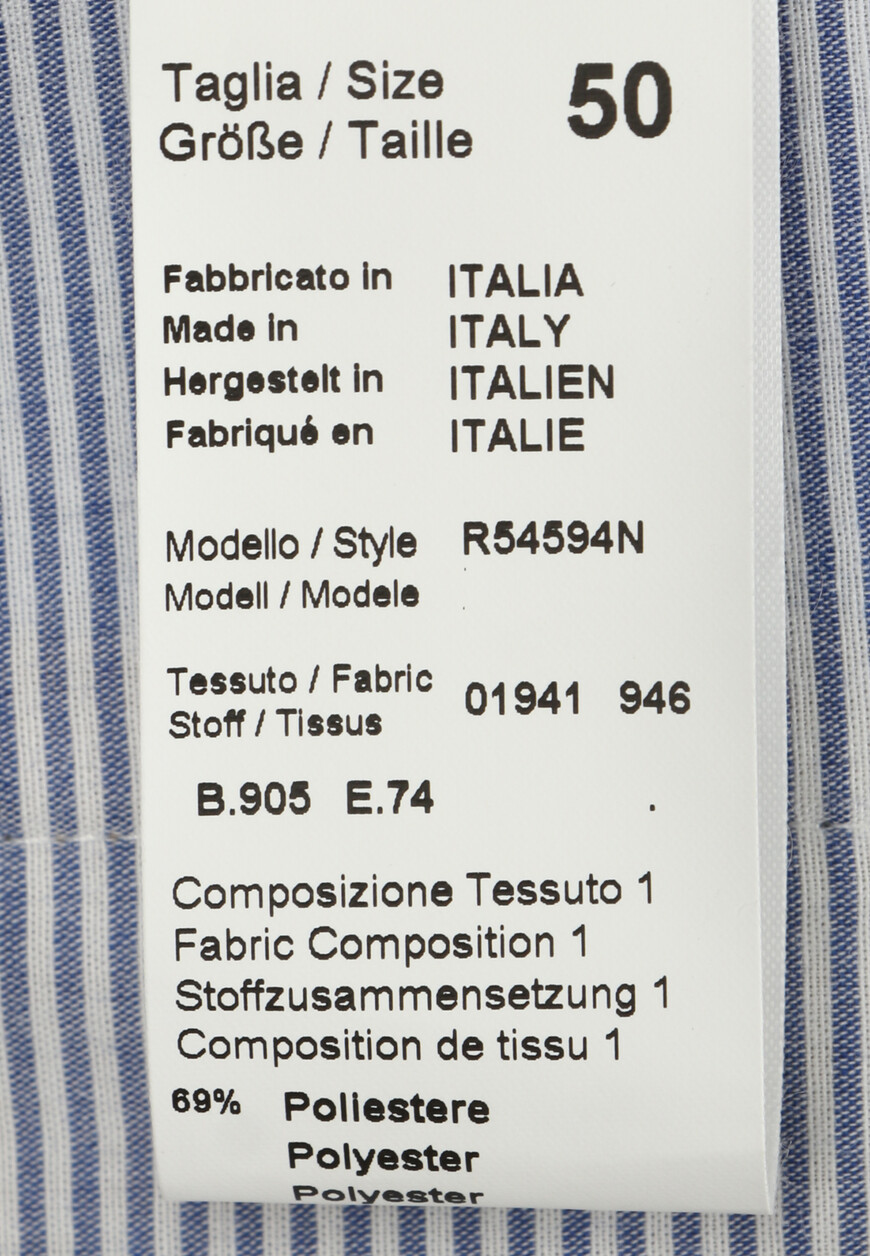 Taglia / Size 50
Größe / Taille
Fabbricato in ITALIA
Made in ITALY
Hergestelt in ITALIEN
Fabriqué en ITALIE
Modello / Style R54594N
Modell / Modele
Tessuto / Fabric 01941 946
Stoff / Tissus
B.905 E.74 .
Composizione Tessuto 1
Fabric Composition 1
Stoffzusammensetzung 1
Composition de tissu 1
69% Poliestere
Polyester
Polyester